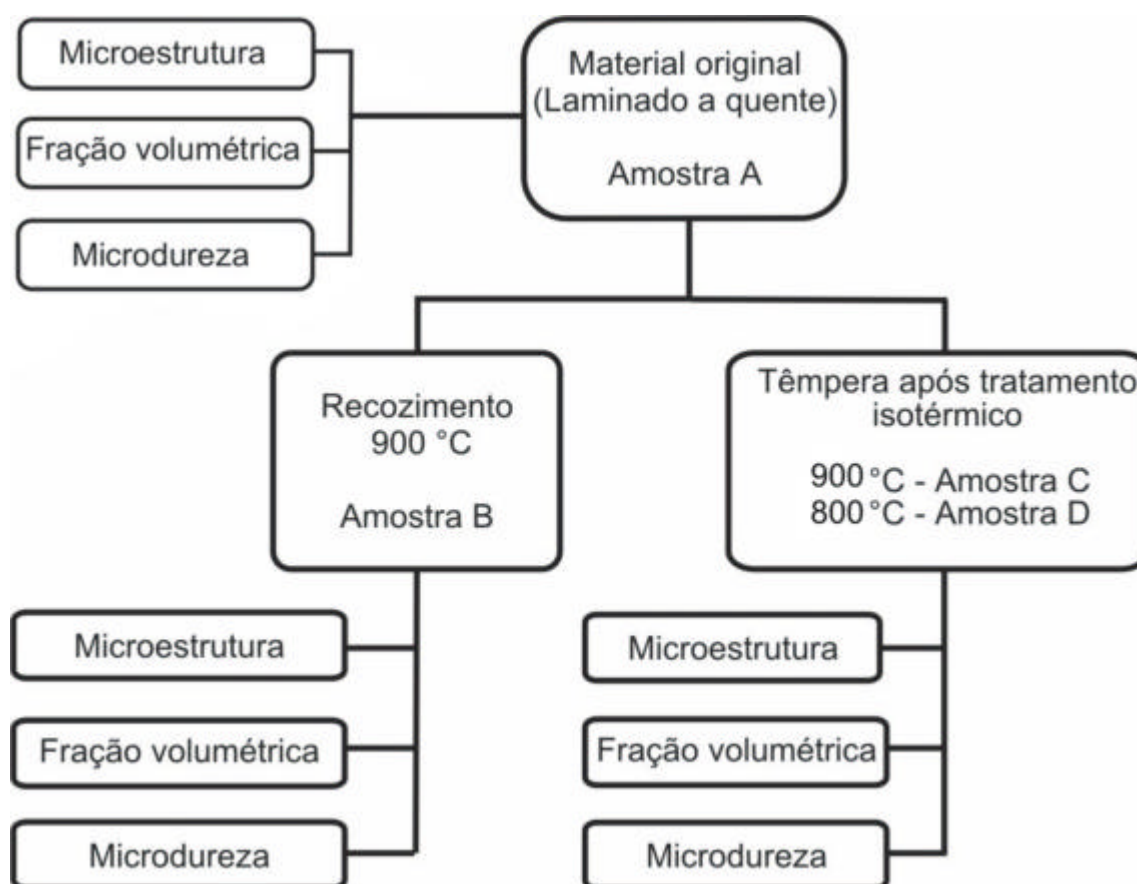 Microestrutura
Fração volumétrica
Microdureza
Material original
(Laminado a quente)
Amostra A
Recozimento
900 °C
Amostra B
Têmpera após tratamento
isotérmico
900 °C - Amostra C
800 °C - Amostra D
Microestrutura
Fração volumétrica
Microdureza
Microestrutura
Fração volumétrica
Microdureza